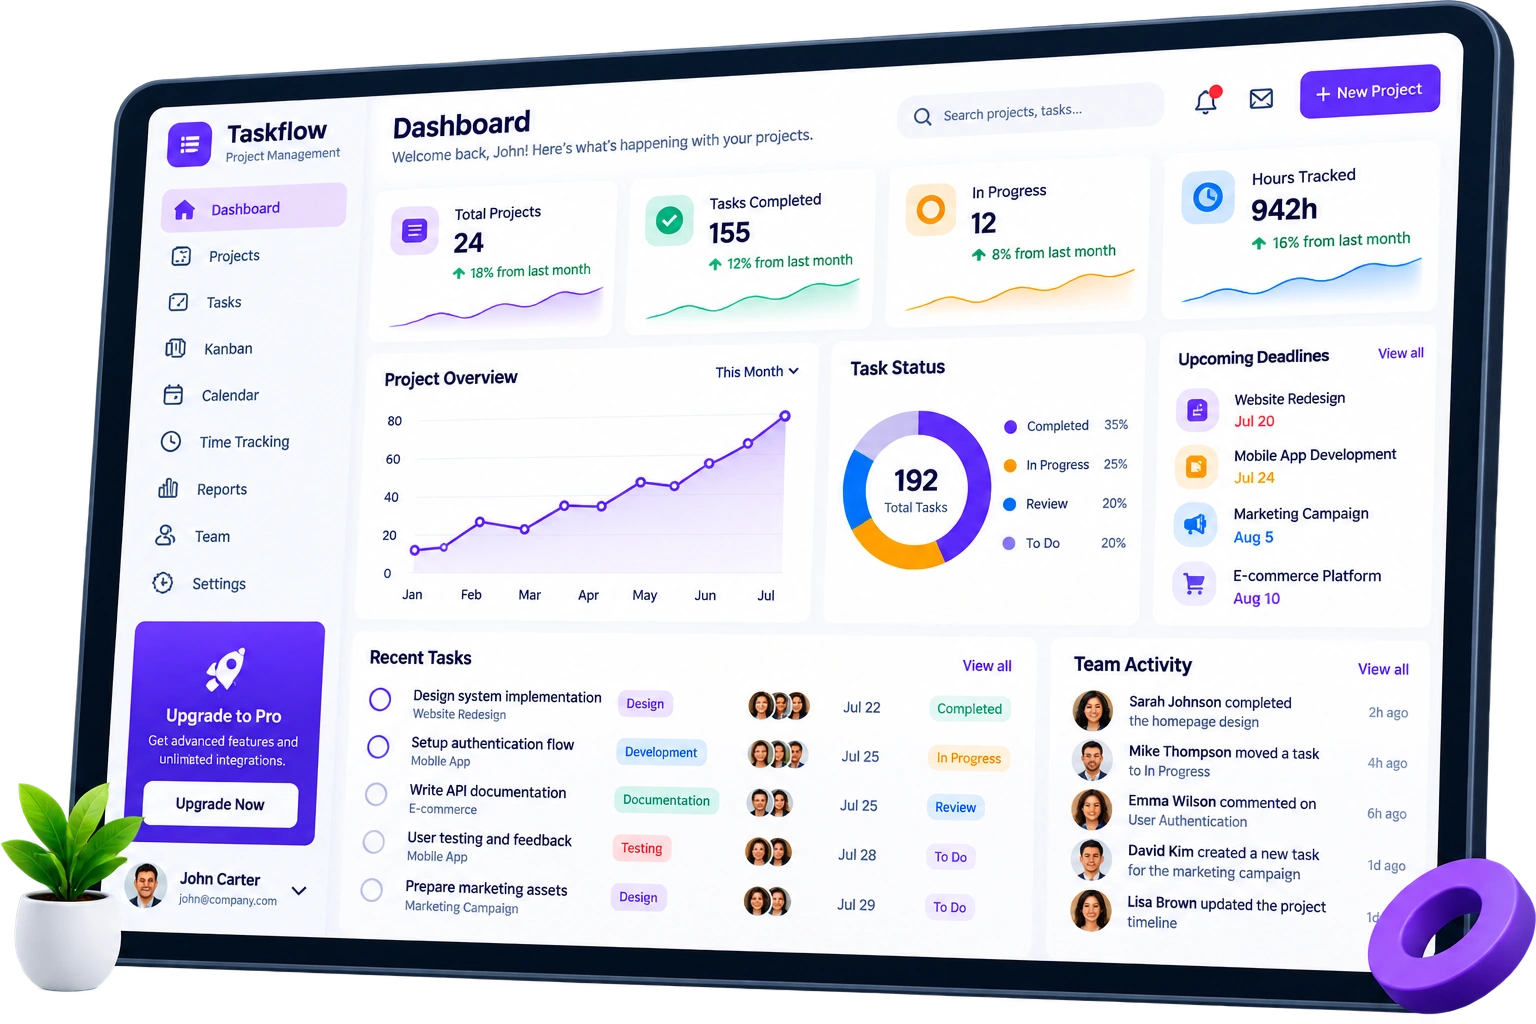 Taskflow
Project Management
Dashboard
Projects
Tasks
Kanban
Calendar
Time Tracking
Reports
Team
Settings
Upgrade to Pro
Get advanced features and
unlimited integrations.
Upgrade Now
John Carter
john@company.com
Dashboard
Welcome back, John! Here's what's happening with your projects.
Search projects, tasks...
+ New Project
Total Projects
24
18% from last month
Tasks Completed
155
12% from last month
In Progress
12
8% from last month
Hours Tracked
942h
16% from last month
Project Overview
This Month
80
60
40
20
0
Jan Feb Mar Apr May Jun Jul
Task Status
192
Total Tasks
Completed 35%
In Progress 25%
Review 20%
To Do 20%
Upcoming Deadlines
View all
Website Redesign
Jul 20
Mobile App Development
Jul 24
Marketing Campaign
Aug 5
E-commerce Platform
Aug 10
Recent Tasks
View all
Design system implementation
Website Redesign
Design
Jul 22
Completed
Setup authentication flow
Mobile App
Development
Jul 25
In Progress
Write API documentation
E-commerce
Documentation
Jul 25
Review
User testing and feedback
Mobile App
Testing
Jul 28
To Do
Prepare marketing assets
Marketing Campaign
Design
Jul 29
To Do
Team Activity
View all
Sarah Johnson completed
the homepage design
2h ago
Mike Thompson moved a task
to In Progress
4h ago
Emma Wilson commented on
User Authentication
6h ago
David Kim created a new task
for the marketing campaign
1d ago
Lisa Brown updated the project
timeline